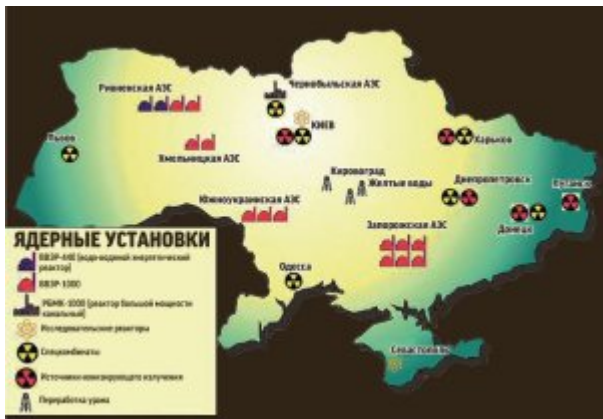 Чернобыльская АЭС
Ривненская АЭС
КИЕВ
Харьков
Львов
Хмельницкая АЭС
Кировоград
Желтые воды
Днепропетровск
Луганск
Южноукраинская АЭС
Запорожская АЭС
Донецк
Одесса
Севастополь
ЯДЕРНЫЕ УСТАНОВКИ
ВВЭР-440 (водо-водяной энергетический
реактор)
ВВЭР-1000
РБМК-1000 (реактор большой мощности
канальный)
Исследовательские реакторы
Спецкомбинаты
Источники ионизирующего излучения
Переработка урана